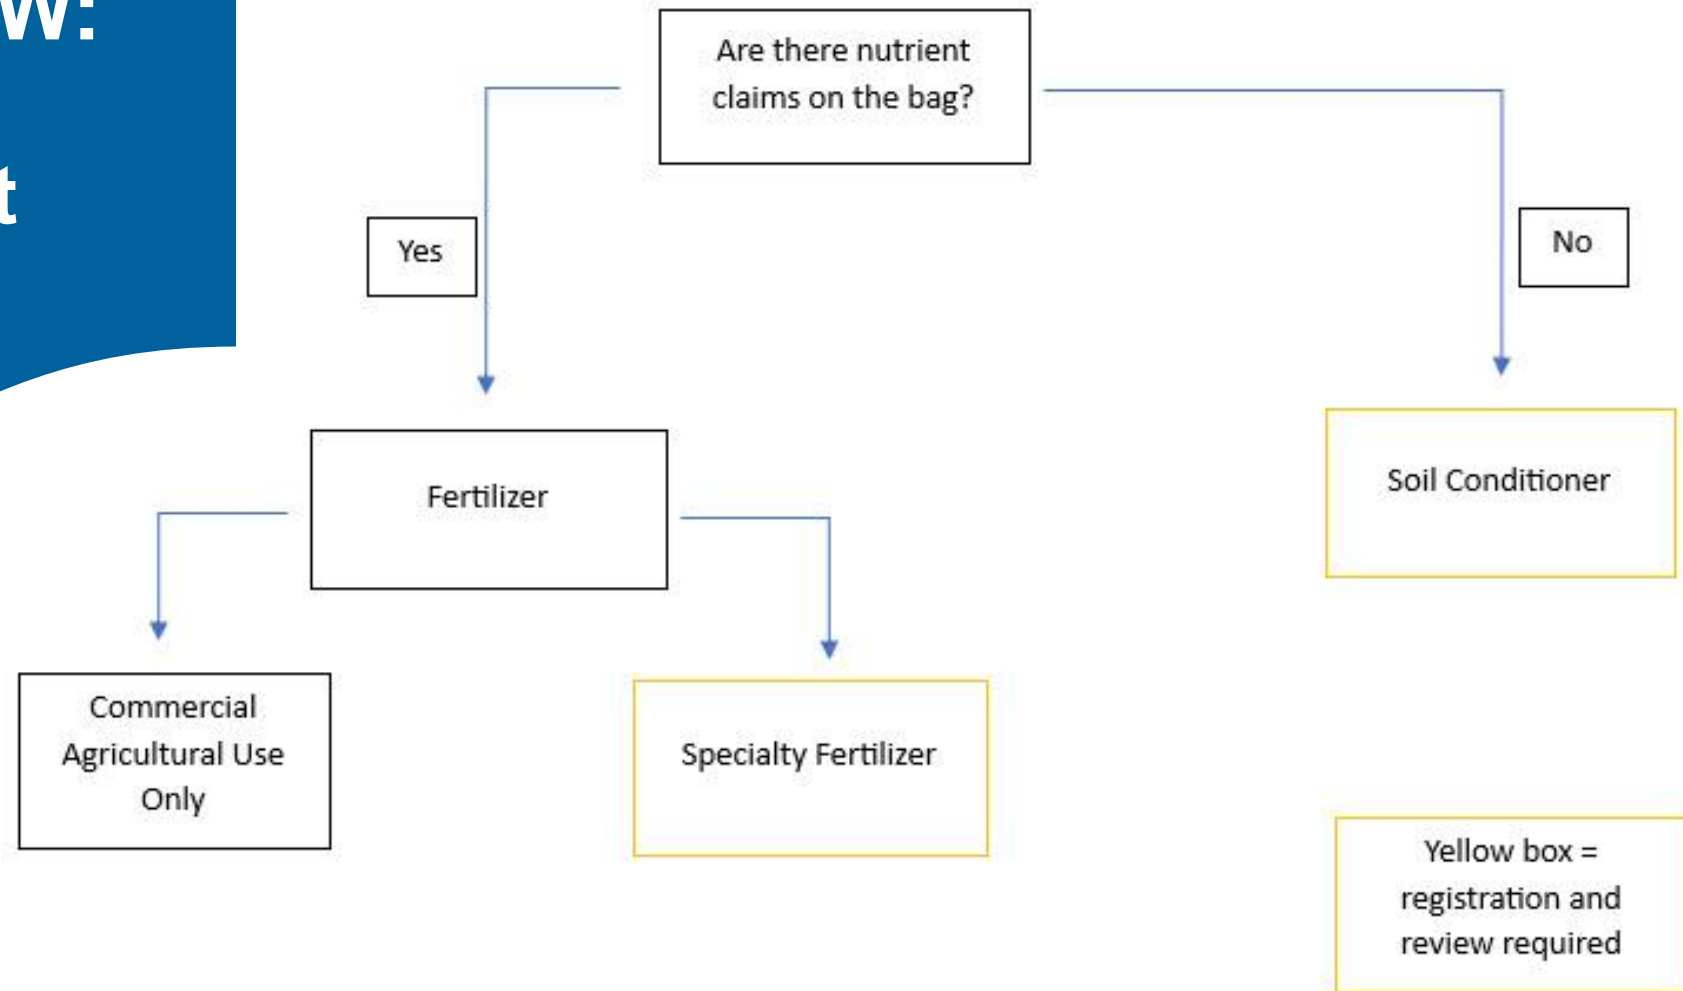 w:
t
Are there nutrient
claims on the bag?
Yes
No
Fertilizer
Soil Conditioner
Commercial
Agricultural Use
Only
Specialty Fertilizer
Yellow box =
registration and
review required